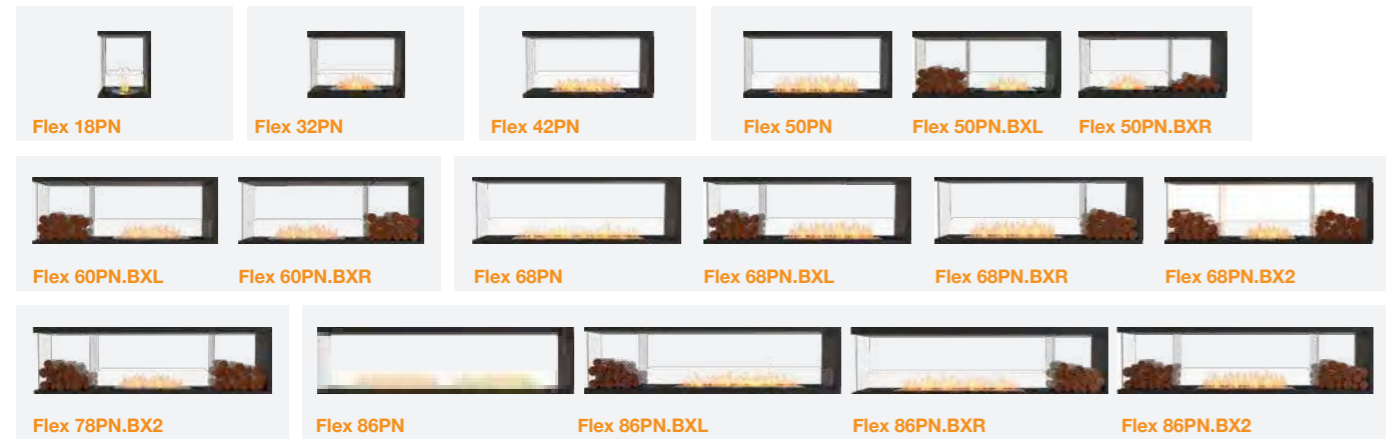 Flex 18PN
Flex 32PN
Flex 42PN
Flex 50PN
Flex 50PN.BXL
Flex 50PN.BXR
Flex 60PN.BXL
Flex 60PN.BXR
Flex 68PN
Flex 68PN.BXL
Flex 68PN.BXR
Flex 68PN.BX2
Flex 78PN.BX2
Flex 86PN
Flex 86PN.BXL
Flex 86PN.BXR
Flex 86PN.BX2